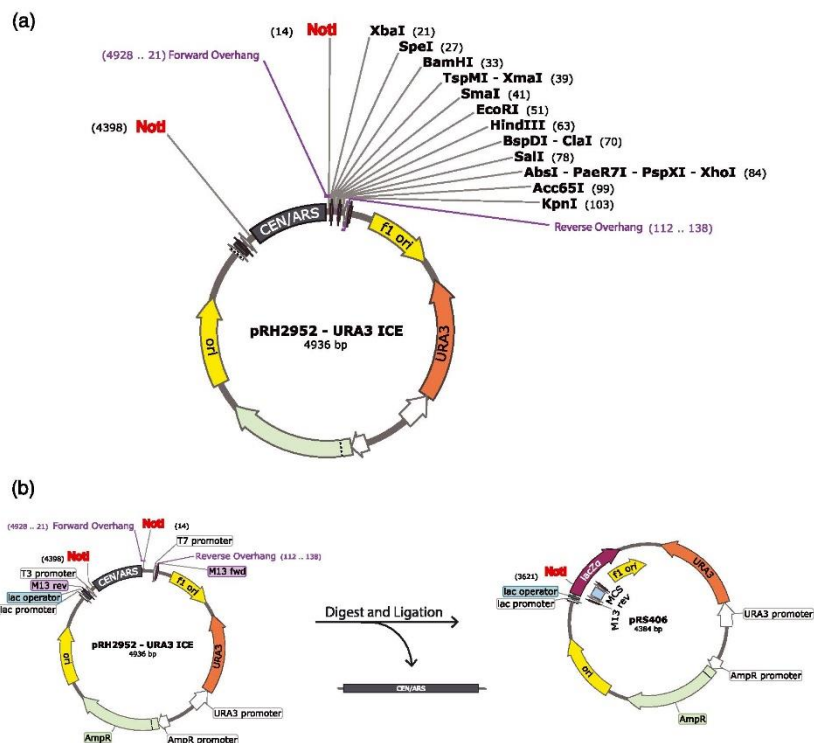 (a)
(14) NotI
XbaI (21)
SpeI (27)
(4928 .. 21) Forward Overhang
BamHI (33)
TspMI - XmaI (39)
SmaI (41)
EcoRI (51)
(4398) NotI
HindIII (63)
BspDI - ClaI (70)
SalI (78)
AbsI - PaeR7I - PspXI - XhoI (84)
Acc65I (99)
KpnI (103)
Reverse Overhang (112 .. 138)
CEN/ARS
f1 ori
URA3
ori
pRH2952 - URA3 ICE
4936 bp
(b)
(4928 .. 21) Forward Overhang
NotI (14)
T7 promoter
(4398) NotI
Reverse Overhang (112 .. 138)
T3 promoter
CEN/ARS
M13 fwd
M13 rev
lac operator
lac promoter
f1 ori
URA3
ori
pRH2952 - URA3 ICE
4936 bp
URA3 promoter
AmpR
AmpR promoter
Digest and Ligation
CEN/ARS
NotI
(3621)
lacZα
f1 ori
URA3
lac operator
lac promoter
MCS
M13 rev
pRS406
4384 bp
URA3 promoter
AmpR promoter
ori
AmpR